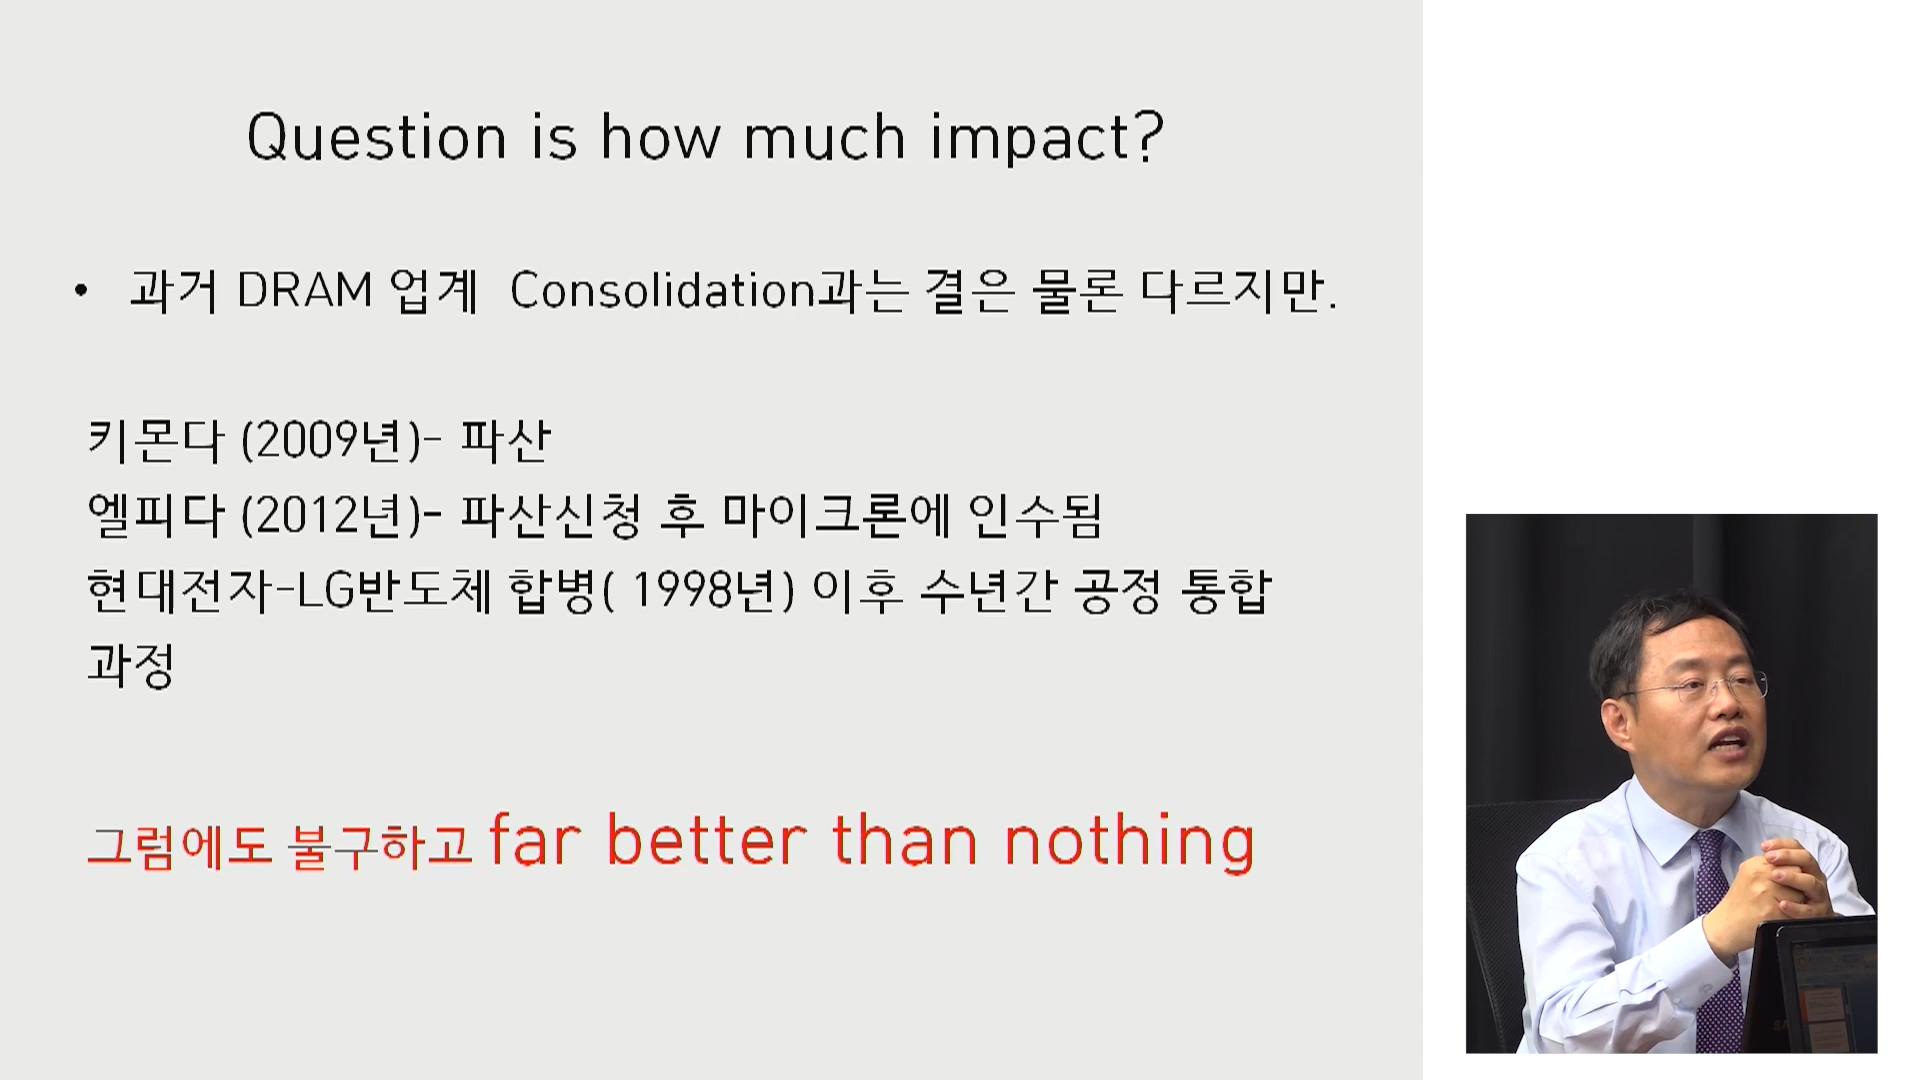 Question is how much impact?
• 과거 DRAM 업계 Consolidation과는 결은 물론 다르지만.
키몬다 (2009년)- 파산
엘피다 (2012년)- 파산신청 후 마이크론에 인수됨
현대전자-LG반도체 합병( 1998년) 이후 수년간 공정 통합
과정
그럼에도 불구하고 far better than nothing